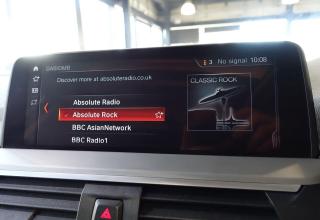 DAB/OMB
3 No signal 10:08
Discover more at absoluteradio.co.uk
CLASSIC ROCK
Absolute Radio
Absolute Rock
BBC AsianNetwork
BBC Radio1